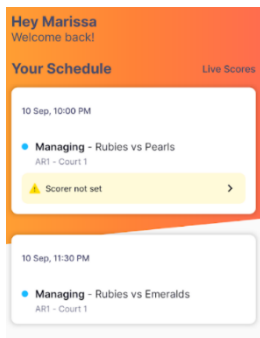 Hey Marissa
Welcome back!
Your Schedule Live Scores
10 Sep, 10:00 PM
Managing - Rubies vs Pearls
AR1 - Court 1
Scorer not set
10 Sep, 11:30 PM
Managing - Rubies vs Emeralds
AR1 - Court 1